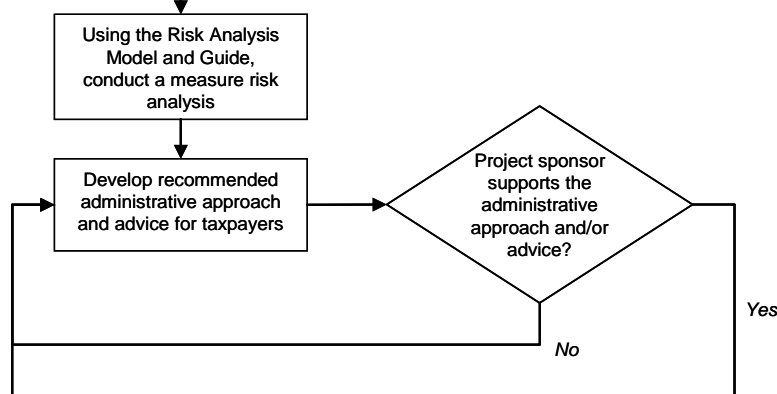 Using the Risk Analysis
Model and Guide,
conduct a measure risk
analysis
Develop recommended
administrative approach
and advice for taxpayers
Project sponsor
supports the
administrative
approach and/or
advice?
Yes
No